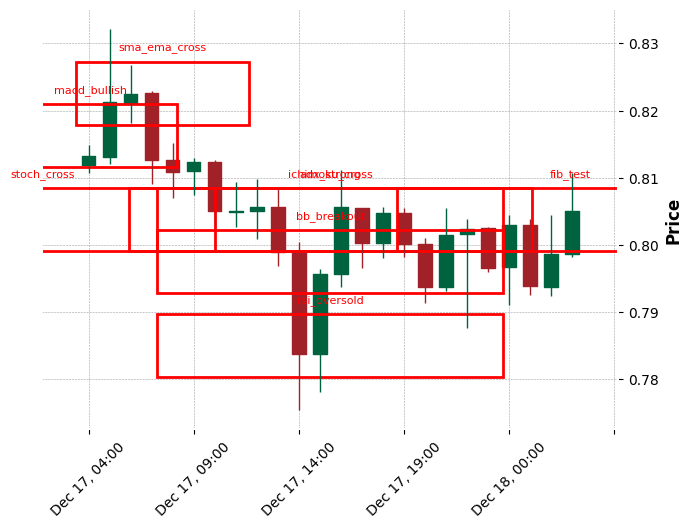 sma_ema_cross
macd_bullish
stoch_cross
fib_test
bb_breakout
0.83
0.82
0.81
0.80
0.79
0.78
Price
Dec 17, 04:00
Dec 17, 09:00
Dec 17, 14:00
Dec 17, 19:00
Dec 18, 00:00